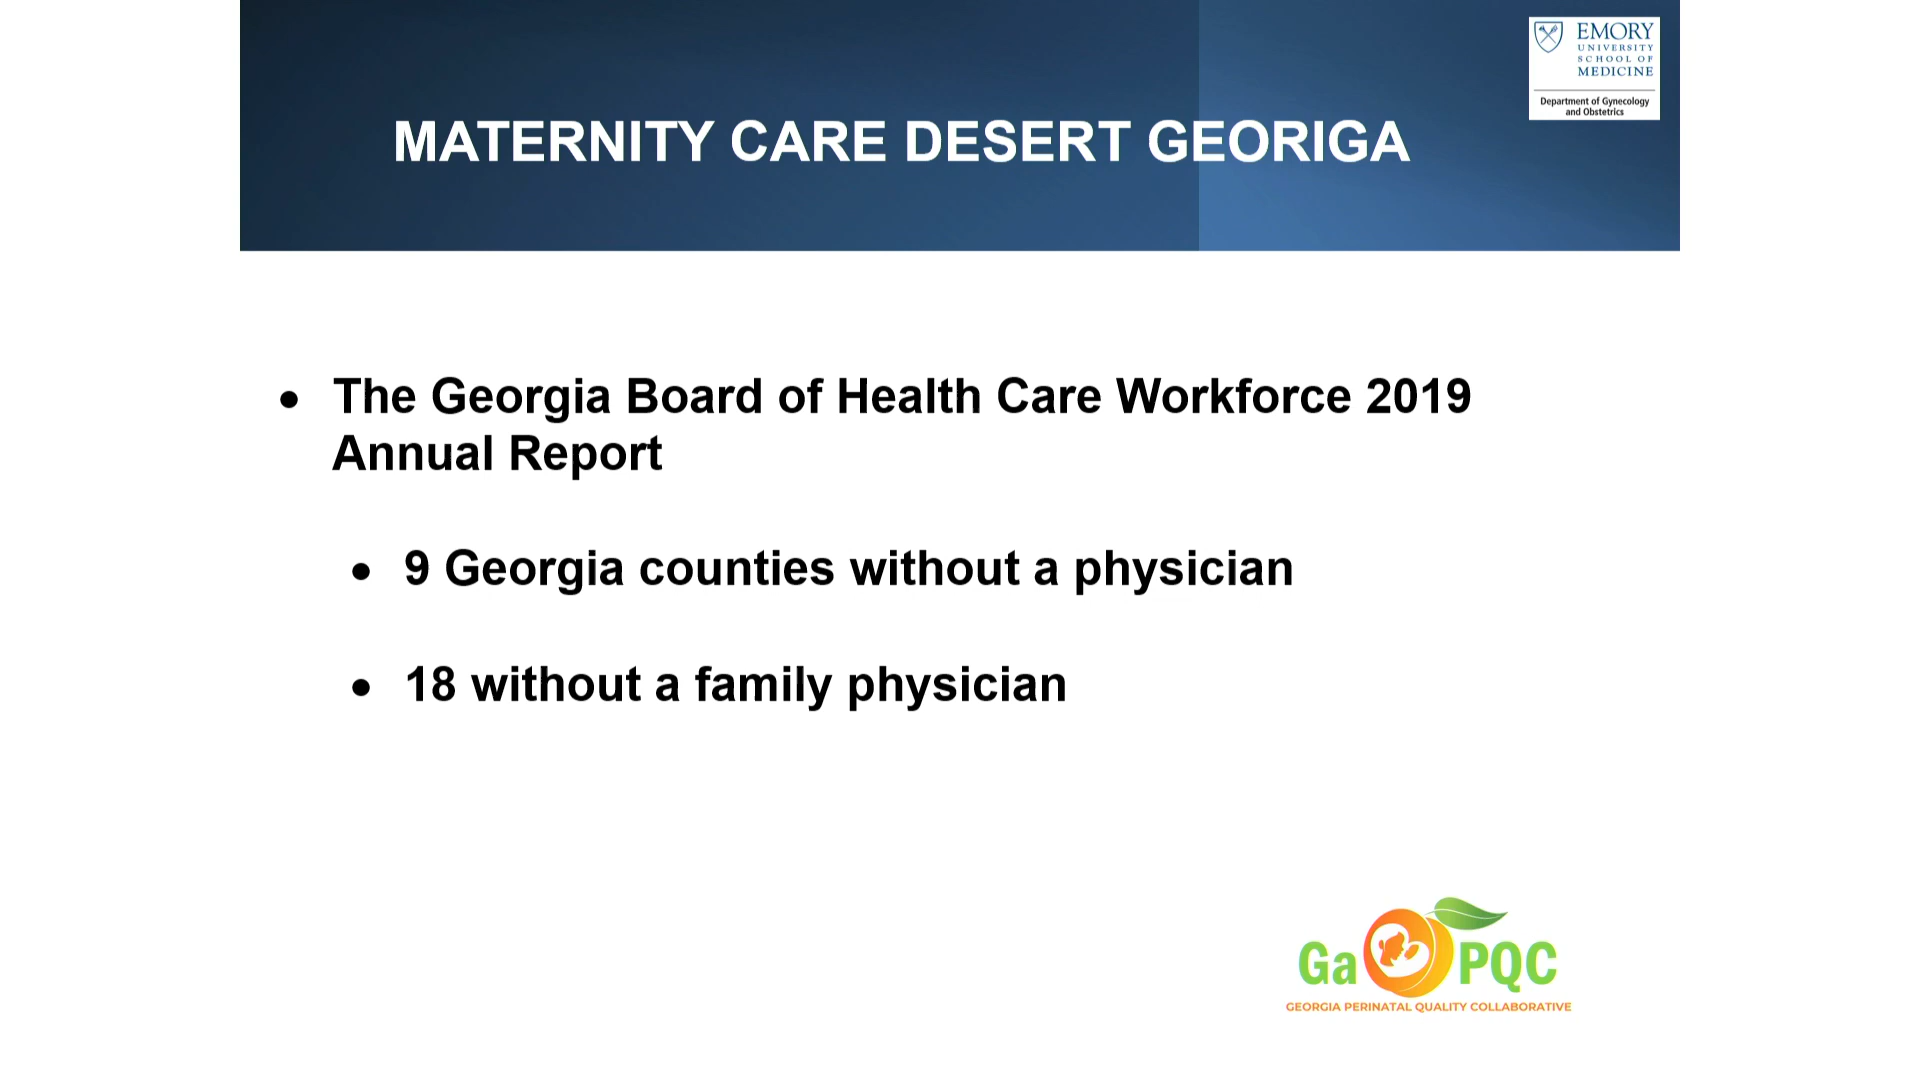 EMORY
UNIVERSITY
SCHOOL OF
MEDICINE
Department of Gynecology
and Obstetrics
MATERNITY CARE DESERT GEORIGA
• The Georgia Board of Health Care Workforce 2019
Annual Report
• 9 Georgia counties without a physician
• 18 without a family physician
Ga PQC
GEORGIA PERINATAL QUALITY COLLABORATIVE